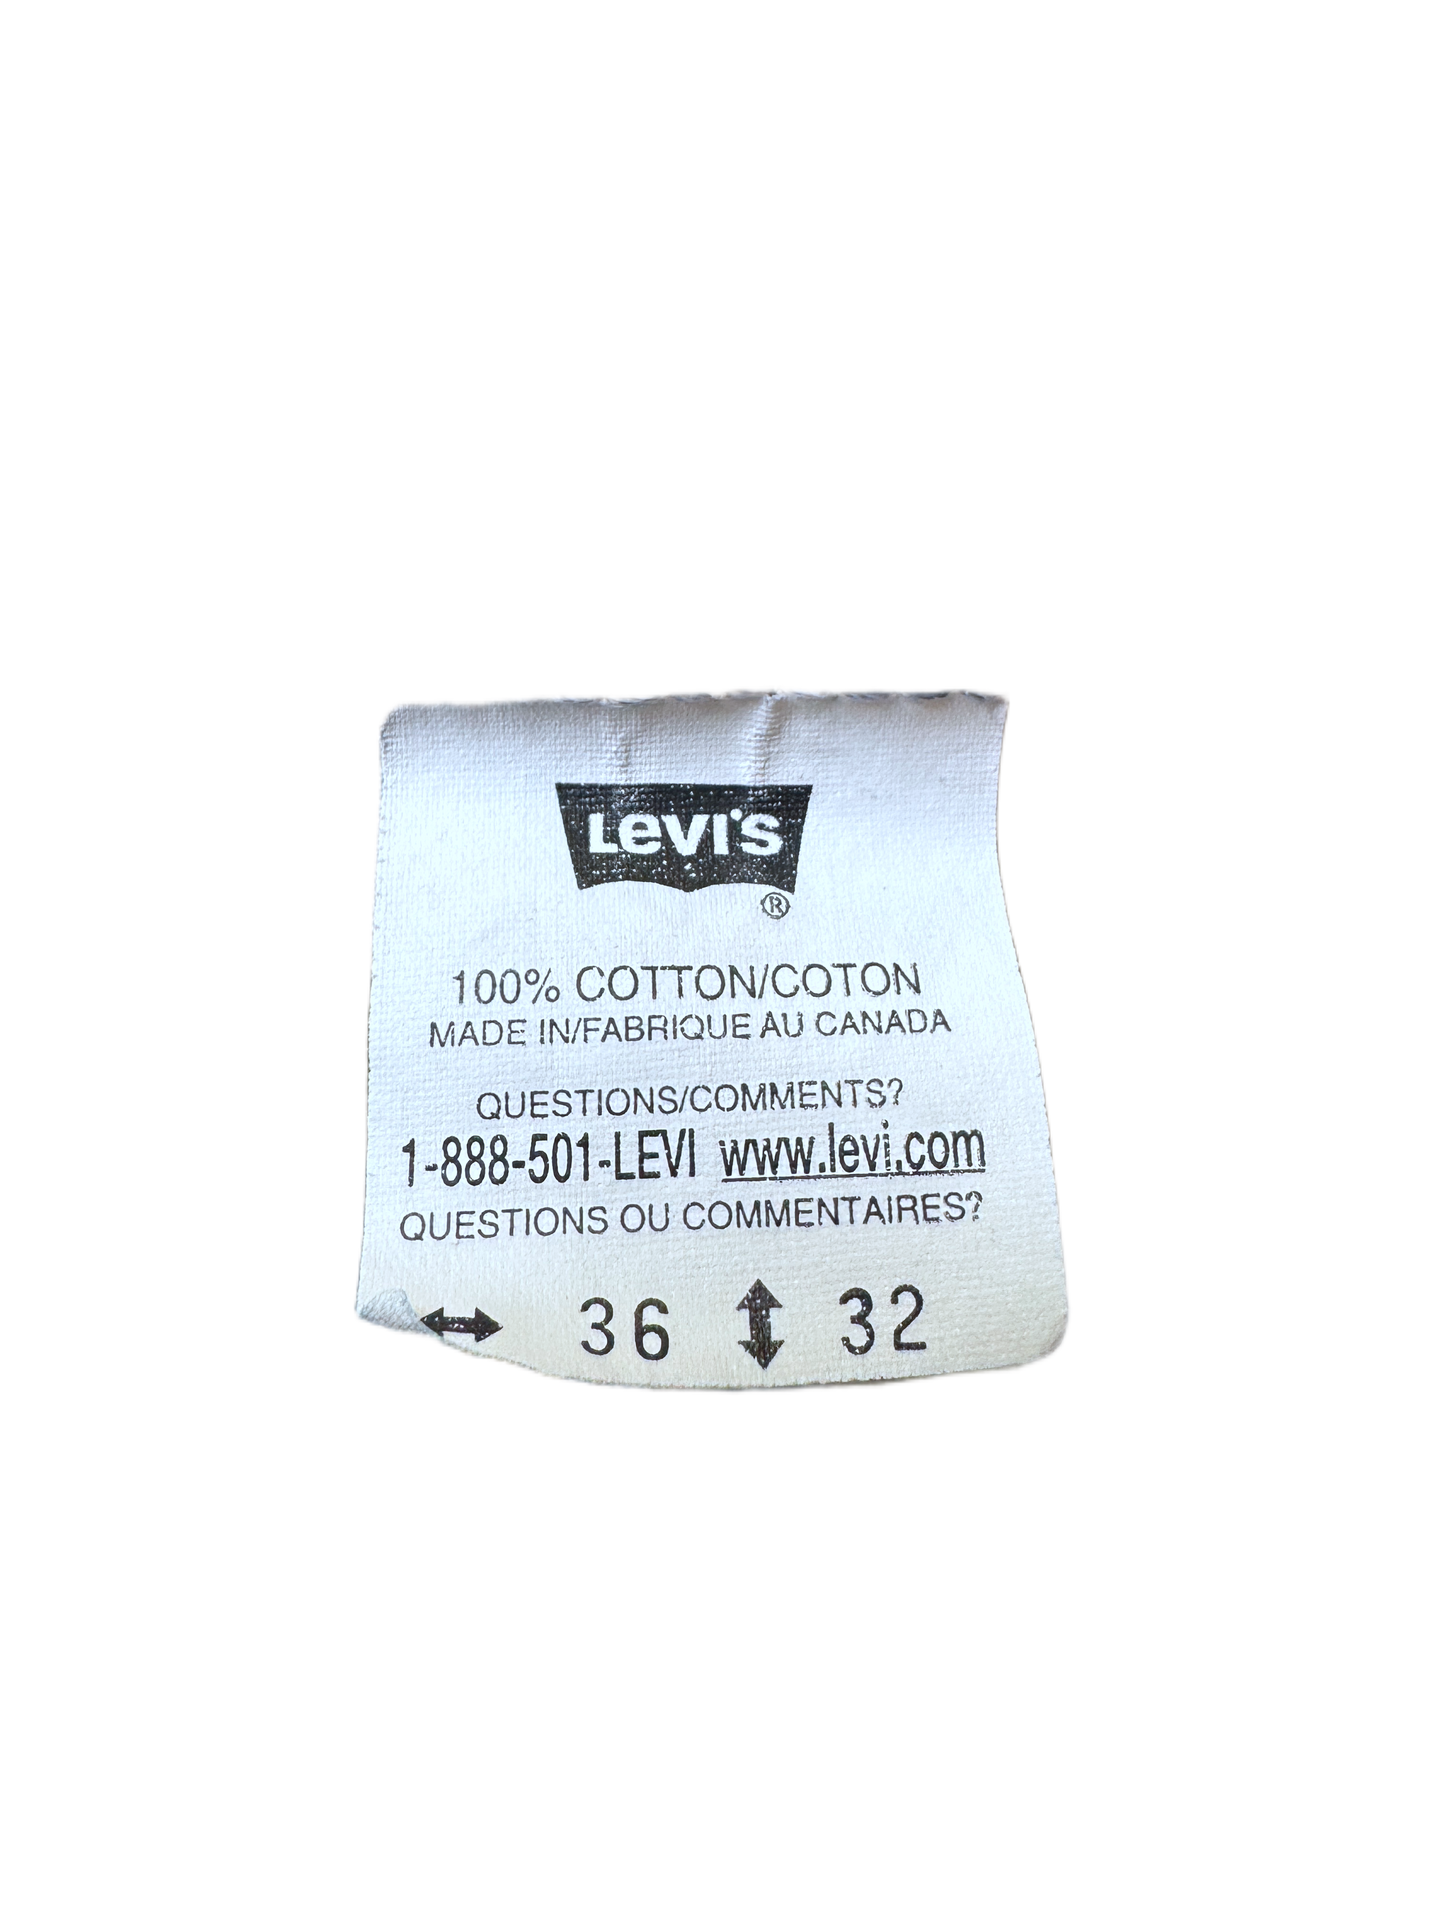 Levi's
®
100% COTTON/COTON
MADE IN/FABRIQUE AU CANADA
QUESTIONS/COMMENTS?
1-888-501-LEVI www.levi.com
QUESTIONS OU COMMENTAIRES?
↔ 36 ↕ 32